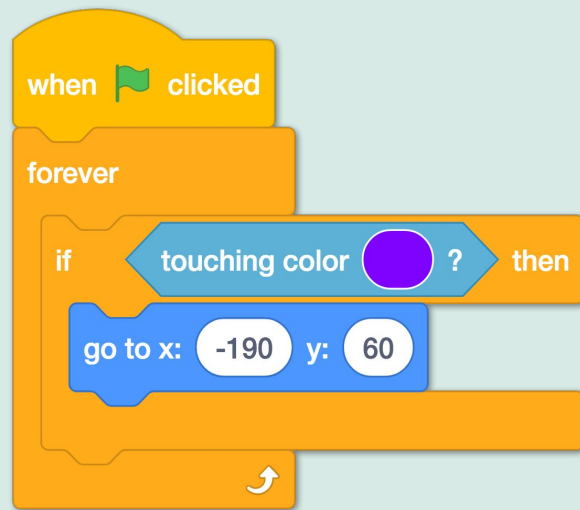 when clicked
forever
if touching color ? then
go to x: -190 y: 60